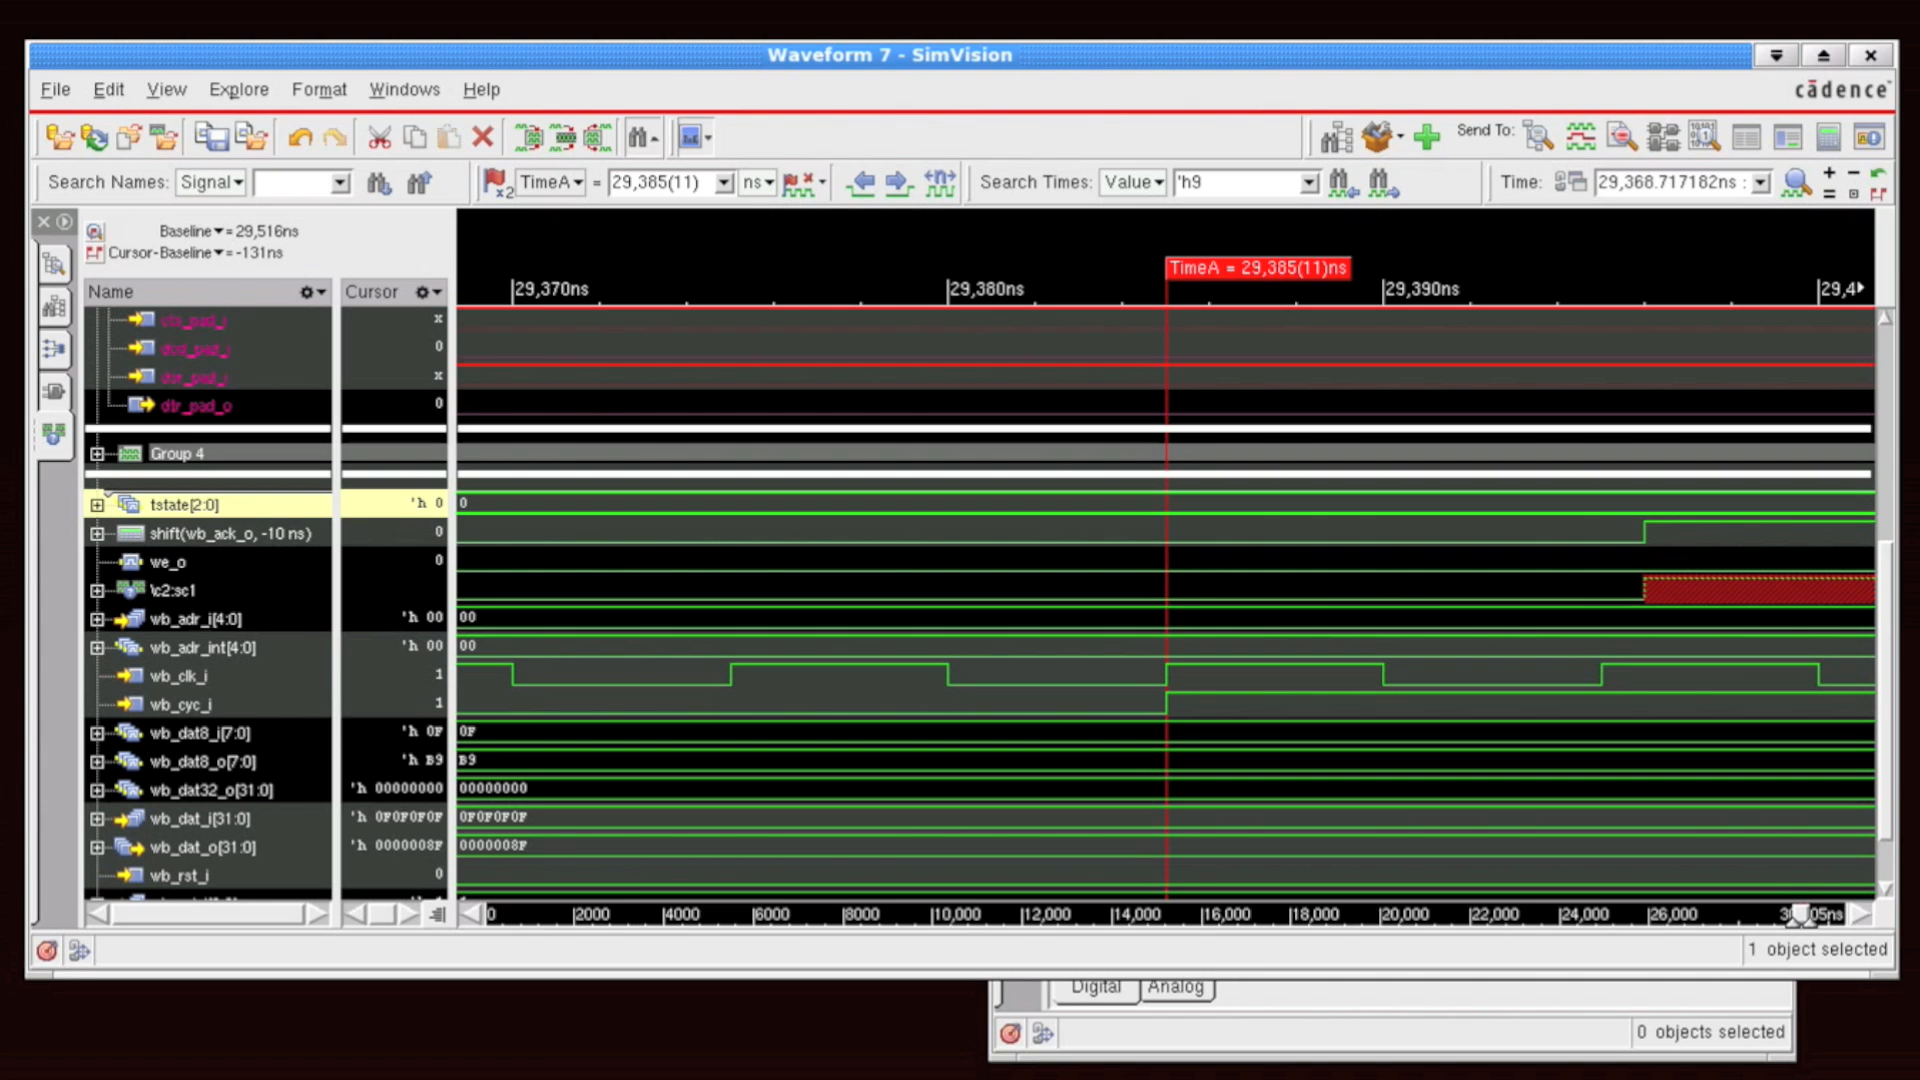 Waveform 7 - SimVision
File Edit View Explore Format Windows Help
cādence
Send To:
Search Names: Signal
x2 TimeA = 29,385(11) ns
Search Times: Value 'h9
Time: 29,368.717182ns :
Baseline = 29,516ns
Cursor-Baseline = -131ns
TimeA = 29,385(11)ns
Name Cursor
29,370ns 29,380ns 29,390ns 29,4
x
dcd_pad_i 0
dsr_pad_i x
dtr_pad_o 0
Group 4
tstate[2:0] 'h 0 0
shift(wb_ack_o, -10 ns) 0
we_o 0
\c2:sc1
wb_adr_i[4:0] 'h 00 00
wb_adr_int[4:0] 'h 00 00
wb_clk_i 1
wb_cyc_i 1
wb_dat8_i[7:0] 'h 0F 0F
wb_dat8_o[7:0] 'h B9 B9
wb_dat32_o[31:0] 'h 00000000 00000000
wb_dat_i[31:0] 'h 0F0F0F0F 0F0F0F0F
wb_dat_o[31:0] 'h 0000008F 0000008F
wb_rst_i 0
0 2000 4000 6000 8000 10,000 12,000 14,000 16,000 18,000 20,000 22,000 24,000 26,000
1 object selected
Digital Analog
0 objects selected